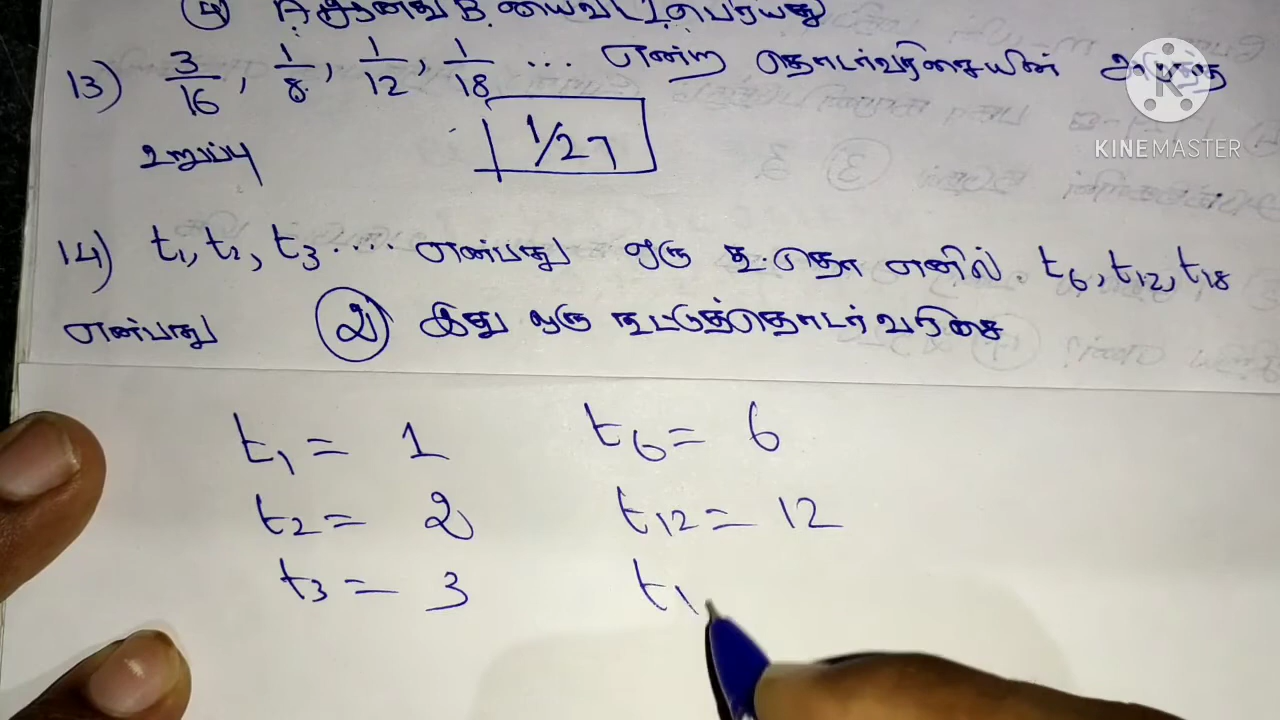 13) 3/16, 1/8, 1/12, 1/18 ... என்ற தொடர்வரிசையின் அடுத்த
உறுப்பு 1/27
KINEMASTER
14) t1, t2, t3 .... என்பது ஒரு கூ.தொ எனில் t6, t12, t18
என்பது (2) இது ஒரு கூட்டுத்தொடர்வரிசை
t1 = 1 t6 = 6
t2 = 2 t12 = 12
t3 = 3 t1